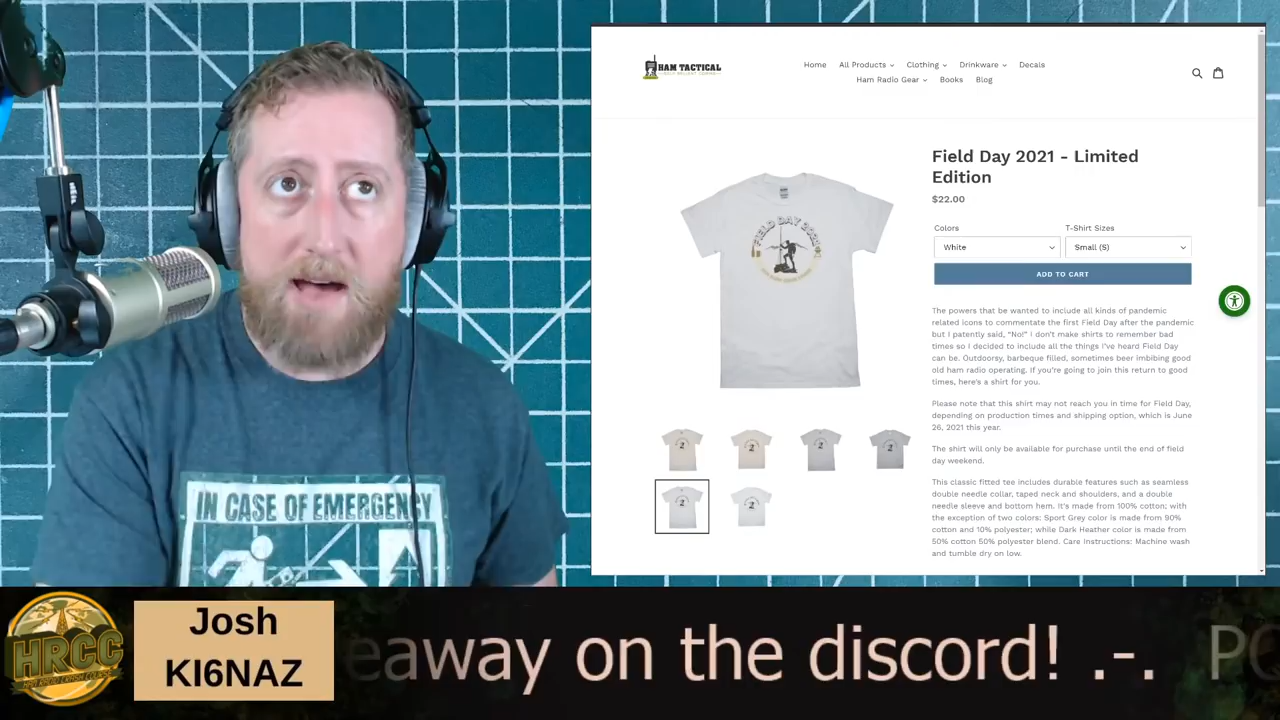 HAM TACTICAL
Home
All Products
Clothing
Drinkware
Decals
Ham Radio Gear
Books
Blog
FIELD DAY 2021
Field Day 2021 - Limited
Edition
$22.00
Colors
T-Shirt Sizes
White
Small (S)
ADD TO CART
The powers that be wanted to include all kinds of pandemic
related icons to commentate the first Field Day after the pandemic
but I patently said, "No!" I don't make shirts to remember bad
times so I decided to include all the things I've heard Field Day
can be. Outdoorsy, barbeque filled, sometimes beer imbibing good
old ham radio operating. If you're going to join this return to good
times, here's a shirt for you.
Please note that this shirt may not reach you in time for Field Day,
depending on production times and shipping option, which is June
26, 2021 this year.
The shirt will only be available for purchase until the end of field
day weekend.
This classic fitted tee includes durable features such as seamless
double needle collar, taped neck and shoulders, and a double
needle sleeve and bottom hem. It's made from 100% cotton; with
the exception of two colors: Sport Grey color is made from 90%
cotton and 10% polyester; while Dark Heather color is made from
50% cotton 50% polyester blend. Care Instructions: Machine wash
and tumble dry on low.
IN CASE OF EMERGENCY
HRCC
HAM RADIO CRASH COURSE
Josh
KI6NAZ
eaway on the discord! .-. PO